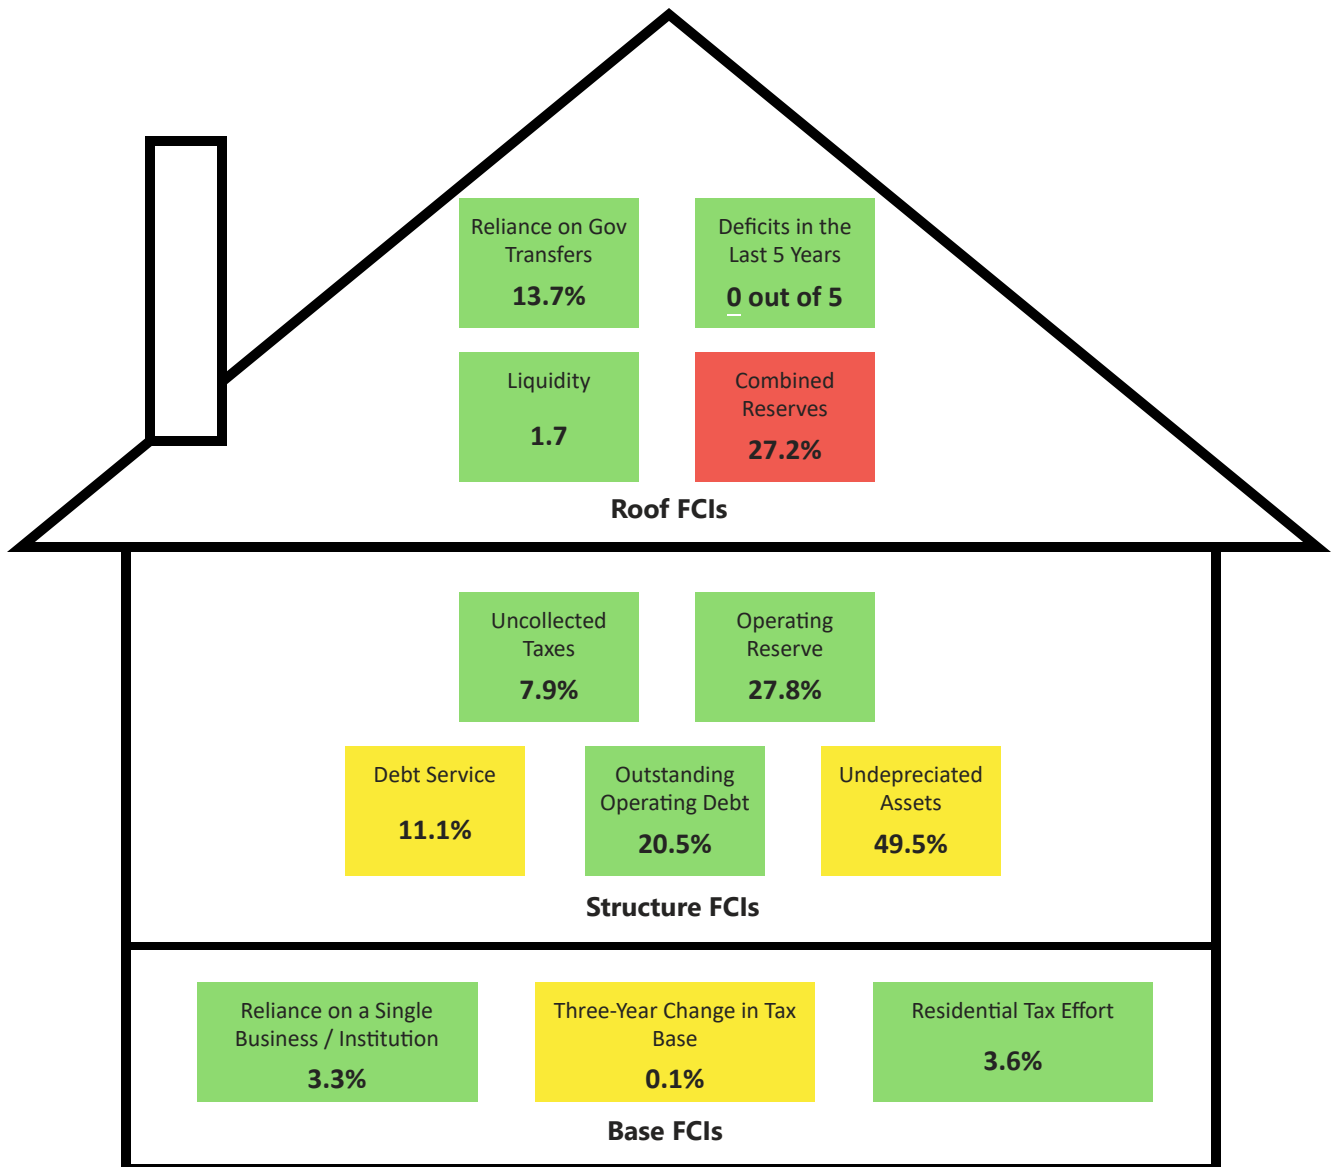 Reliance on Gov
Transfers
13.7%
Deficits in the
Last 5 Years
0 out of 5
Liquidity
1.7
Combined
Reserves
27.2%
Roof FCIs
Uncollected
Taxes
7.9%
Operating
Reserve
27.8%
Debt Service
11.1%
Outstanding
Operating Debt
20.5%
Undepreciated
Assets
49.5%
Structure FCIs
Reliance on a Single
Business / Institution
3.3%
Three-Year Change in Tax
Base
0.1%
Residential Tax Effort
3.6%
Base FCIs